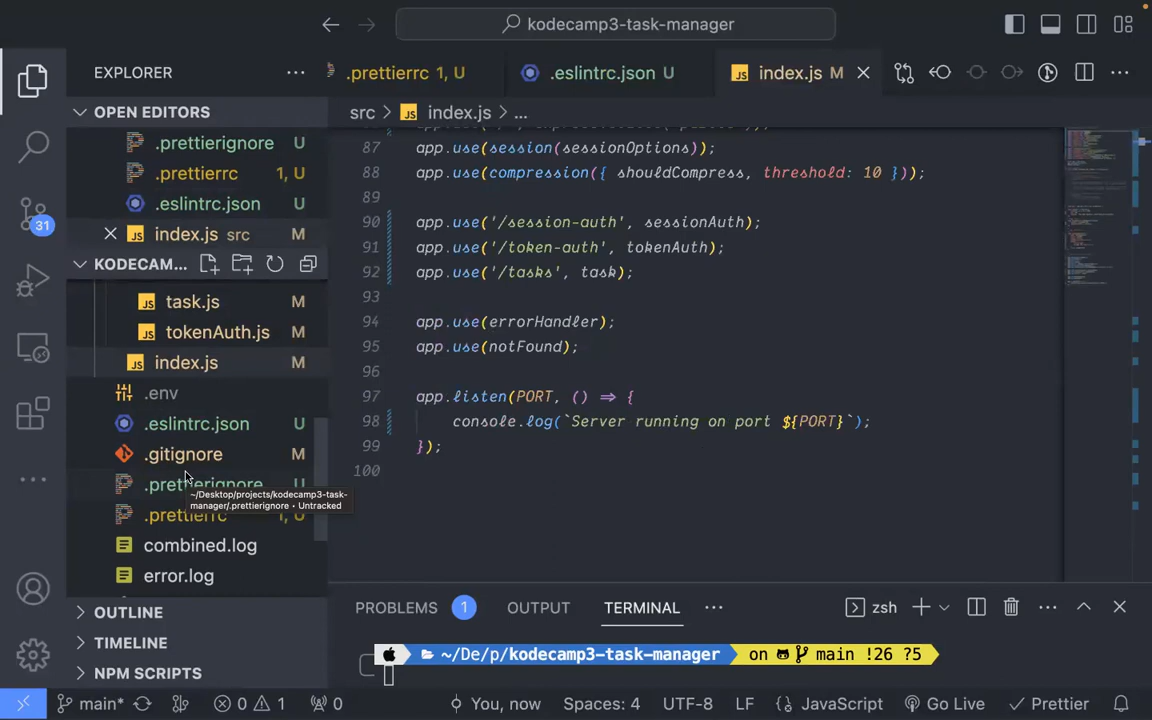 kodecamp3-task-manager
EXPLORER
.prettierrc 1, U
.eslintrc.json U
index.js M
OPEN EDITORS
.prettierignore U
.prettierrc 1, U
.eslintrc.json U
index.js src M
KODECAM...
task.js M
tokenAuth.js M
index.js M
.env
.eslintrc.json U
.gitignore M
.prettierignore U
~/Desktop/projects/kodecamp3-task-
manager/.prettierignore • Untracked
.prettierrc 1, U
combined.log
error.log
OUTLINE
TIMELINE
NPM SCRIPTS
31
src > index.js > ...
87 app.use(session(sessionOptions));
88 app.use(compression({ shouldCompress, threshold: 10 }));
89
90 app.use('/session-auth', sessionAuth);
91 app.use('/token-auth', tokenAuth);
92 app.use('/tasks', task);
93
94 app.use(errorHandler);
95 app.use(notFound);
96
97 app.listen(PORT, () => {
98 console.log(`Server running on port ${PORT}`);
99 });
100
PROBLEMS 1 OUTPUT TERMINAL ... zsh
~/De/p/kodecamp3-task-manager on main !26 ?5
main* 0 1 0 You, now Spaces: 4 UTF-8 LF JavaScript Go Live Prettier